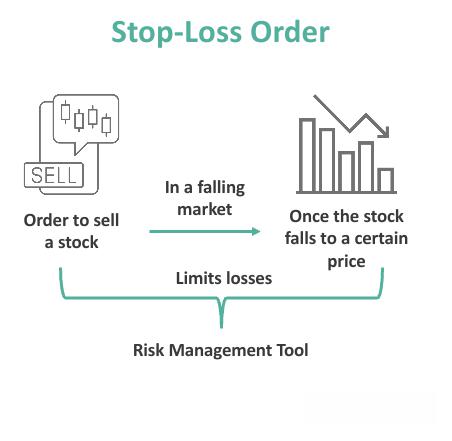 Stop-Loss Order
SELL
In a falling
market
Order to sell
a stock
Once the stock
falls to a certain
price
Limits losses
Risk Management Tool